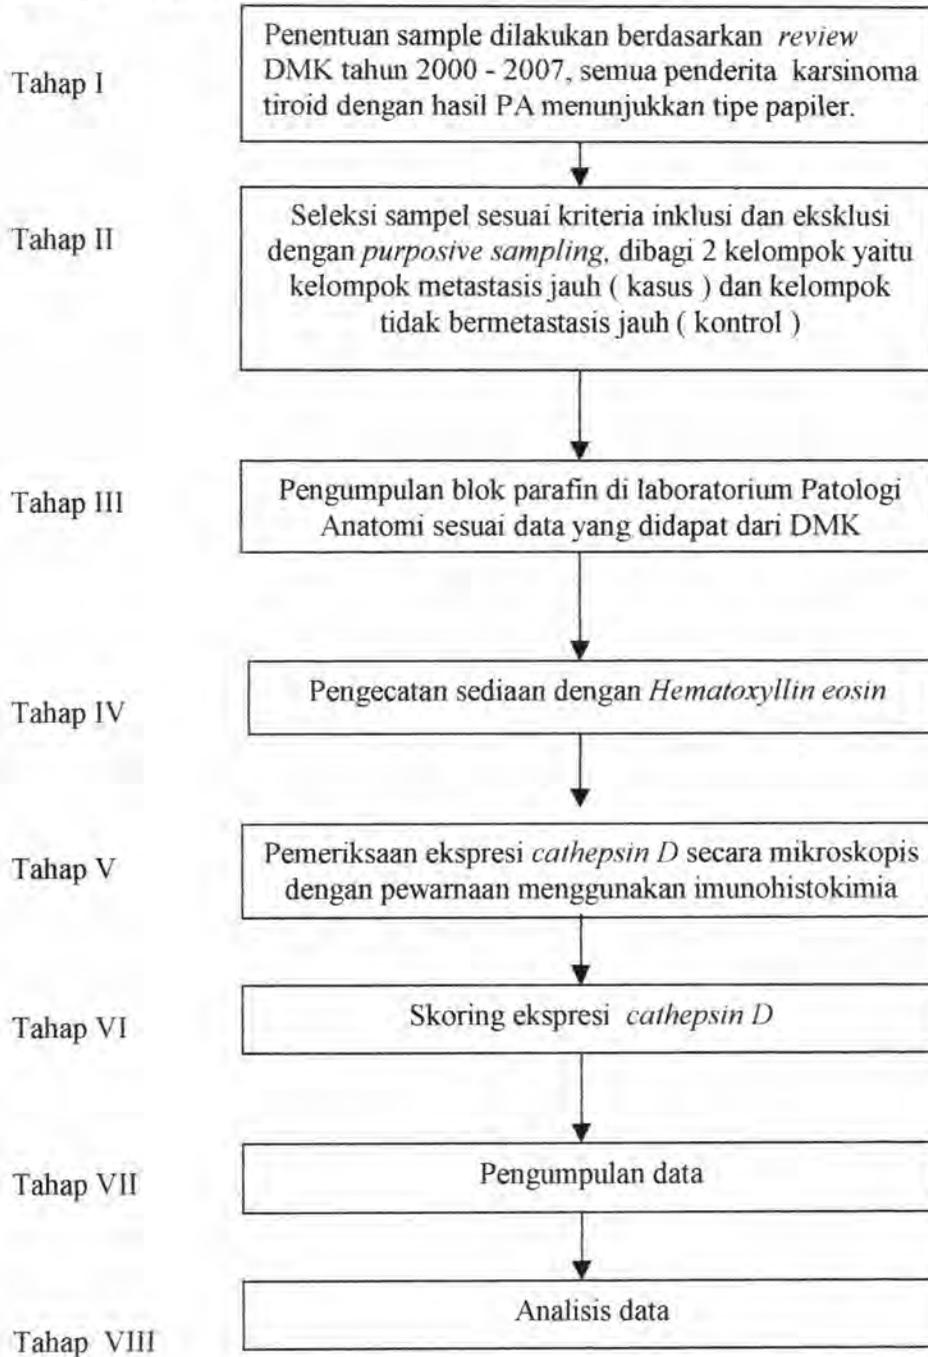 Tahap I
Penentuan sample dilakukan berdasarkan review
DMK tahun 2000 - 2007, semua penderita karsinoma
tiroid dengan hasil PA menunjukkan tipe papiler.
Tahap II
Seleksi sampel sesuai kriteria inklusi dan eksklusi
dengan purposive sampling, dibagi 2 kelompok yaitu
kelompok metastasis jauh ( kasus ) dan kelompok
tidak bermetastasis jauh ( kontrol )
Tahap III
Pengumpulan blok parafin di laboratorium Patologi
Anatomi sesuai data yang didapat dari DMK
Tahap IV
Pengecatan sediaan dengan Hematoxyllin eosin
Tahap V
Pemeriksaan ekspresi cathepsin D secara mikroskopis
dengan pewarnaan menggunakan imunohistokimia
Tahap VI
Skoring ekspresi cathepsin D
Tahap VII
Pengumpulan data
Tahap VIII
Analisis data